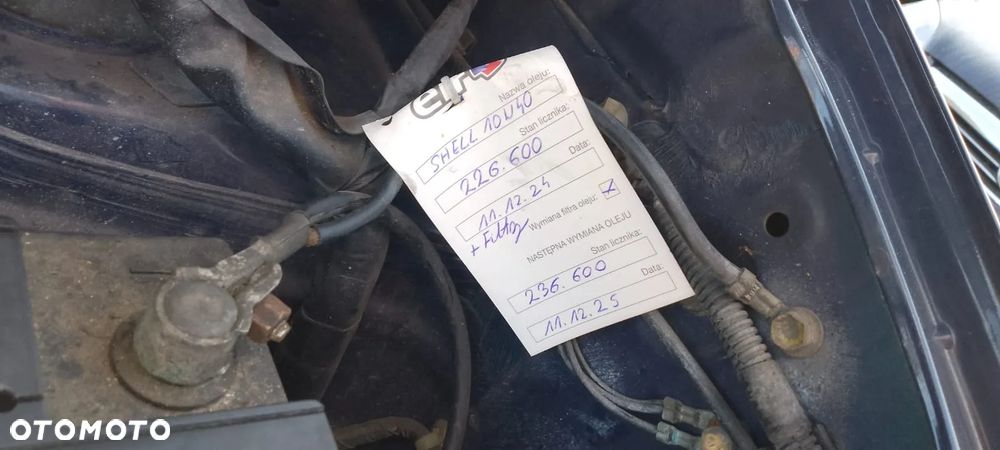 elf
Nazwa oleju:
SHELL 10W40
Stan licznika:
226.600
Data:
11.12.24
Wymiana filtra oleju: X
+ Filtry
NASTĘPNA WYMIANA OLEJU
Stan licznika:
236.600
Data:
11.12.25
OTOMOTO